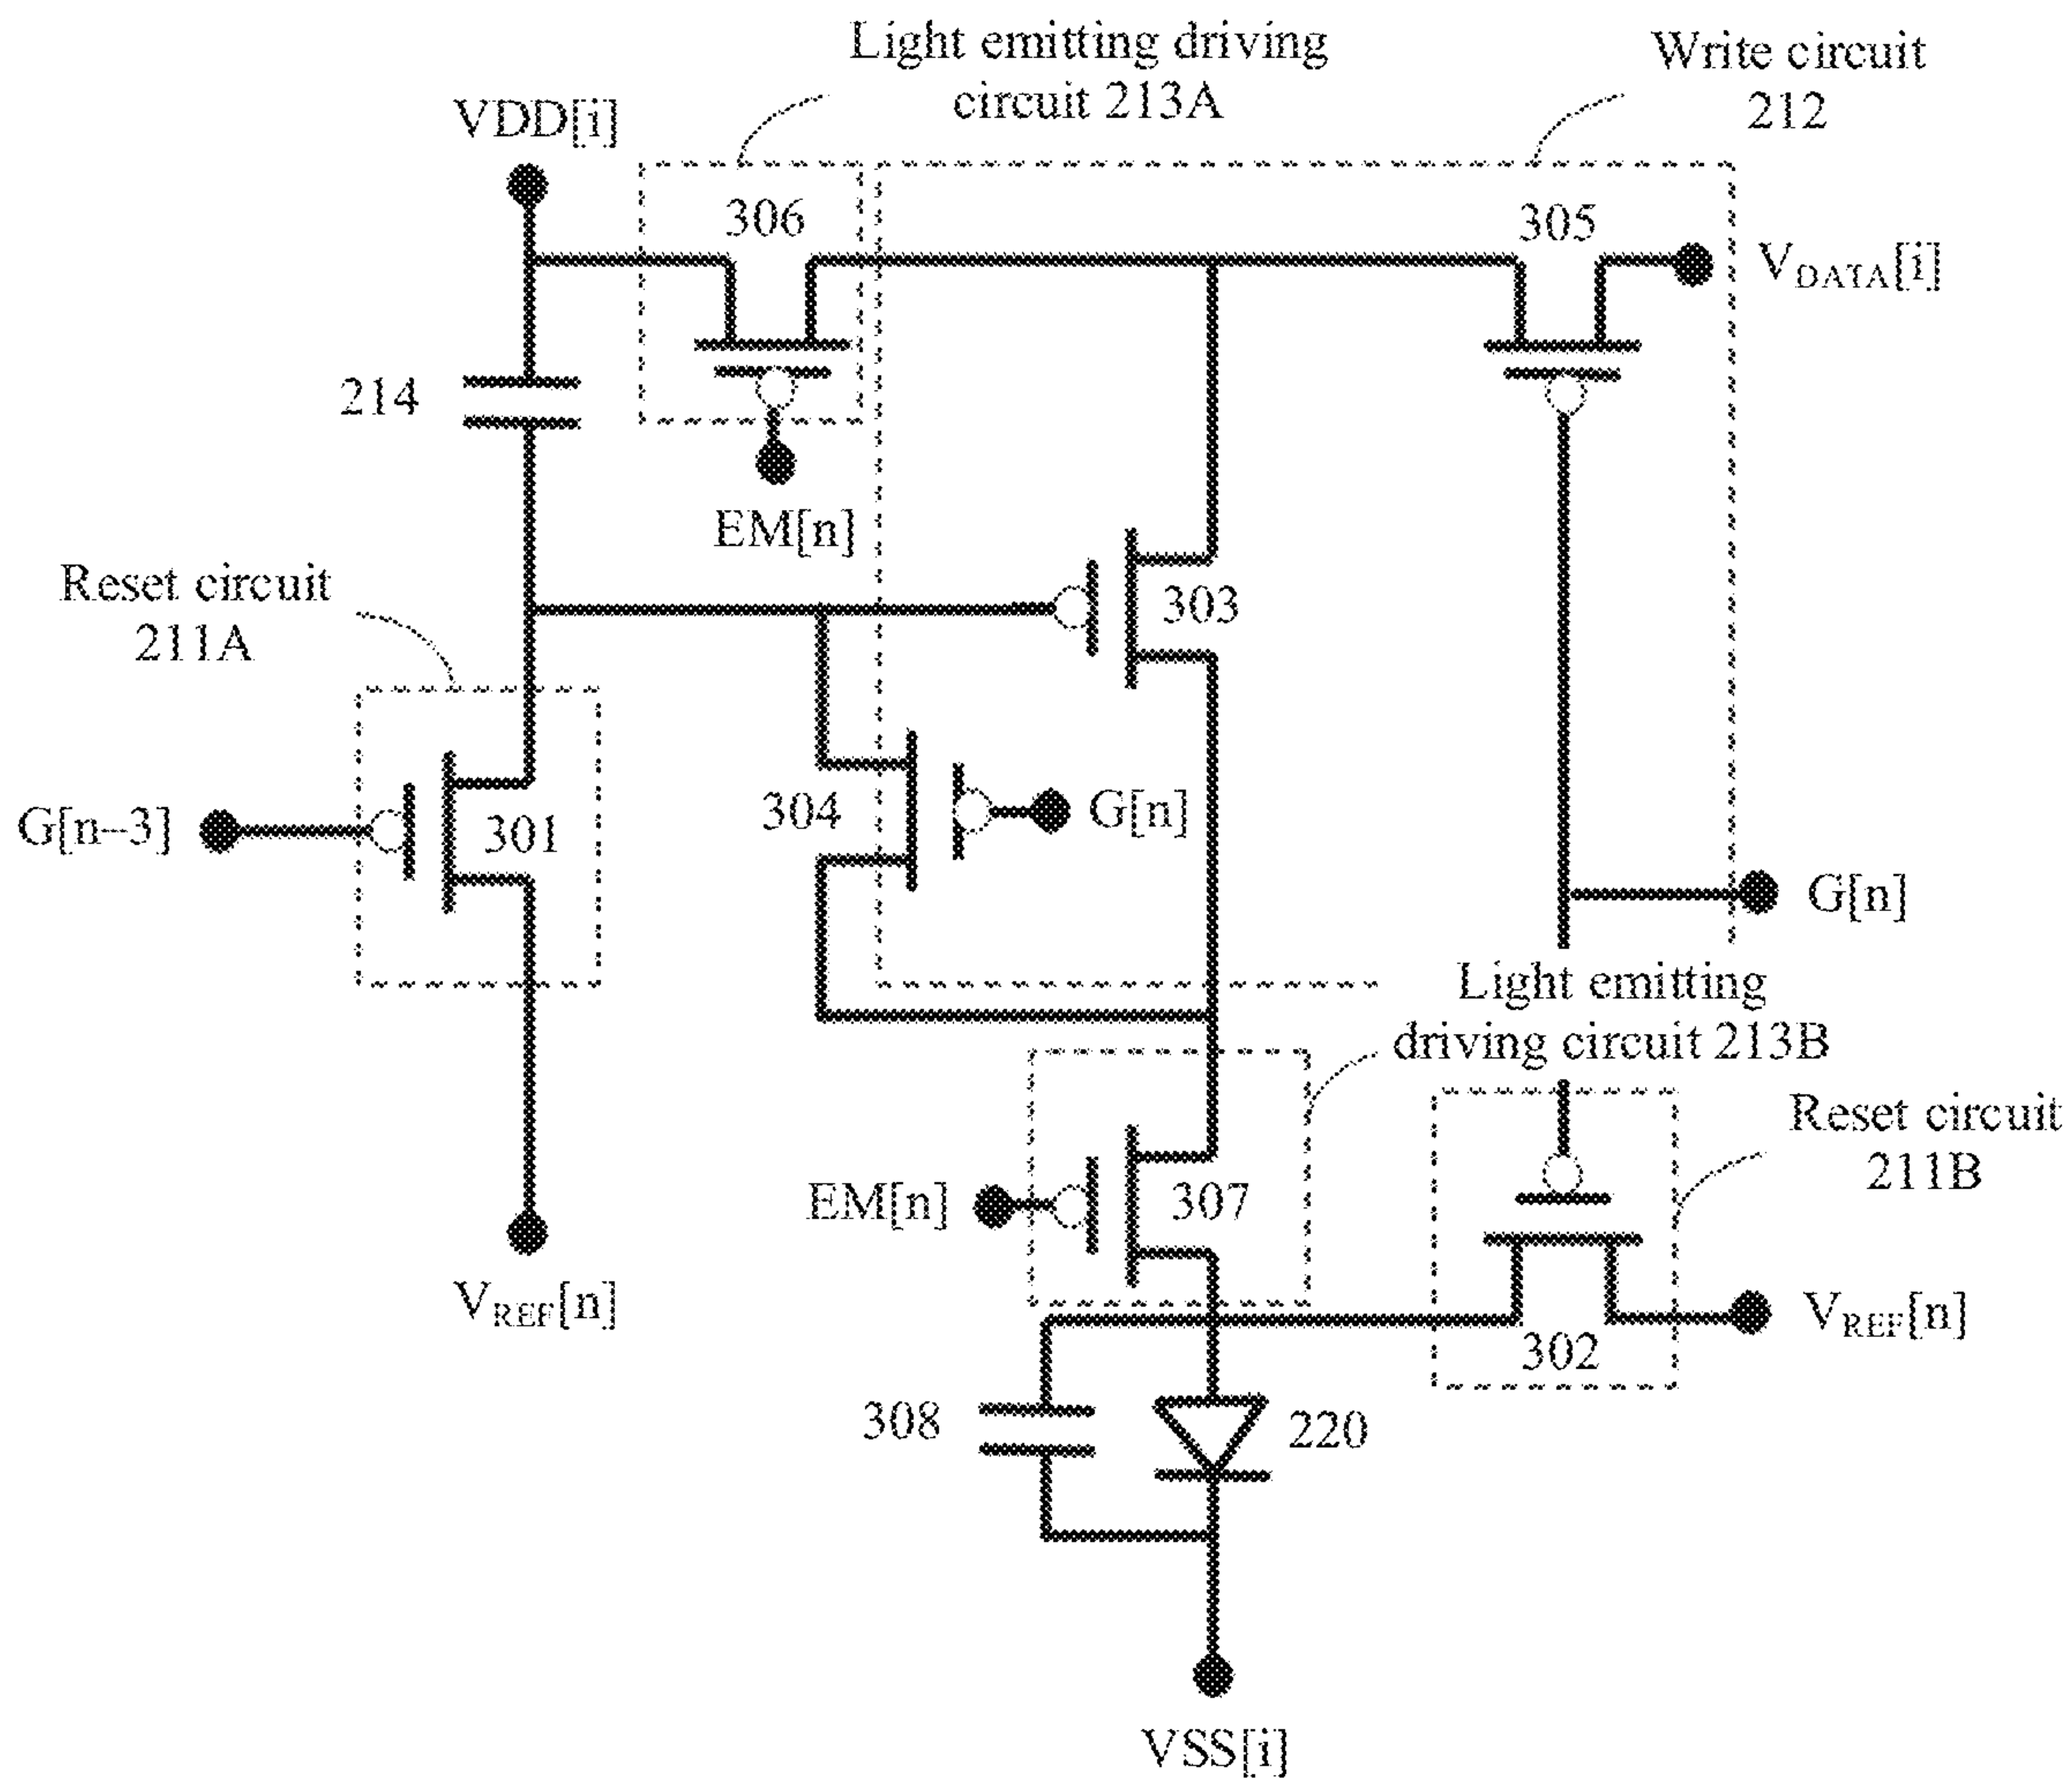 Light emitting driving
circuit 213A
Write circuit
212
VDD[i]
306
305
VDATA[i]
214
EM[n]
Reset circuit
211A
303
G[n–3]
301
304
G[n]
G[n]
Light emitting
driving circuit 213B
Reset circuit
211B
EM[n]
307
VREF[n]
VREF[n]
302
308
220
VSS[i]